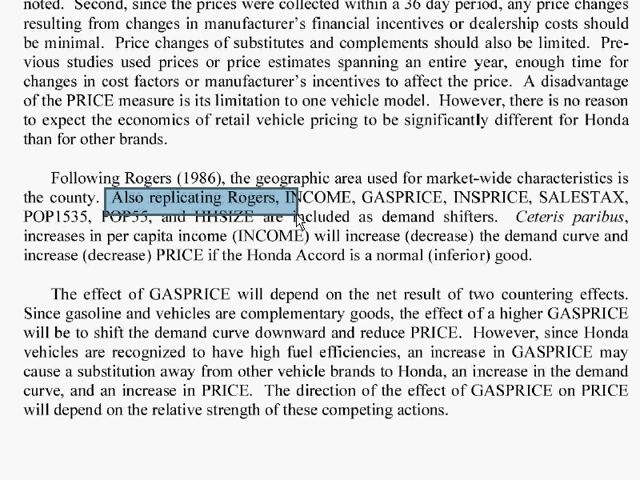 noted. Second, since the prices were collected within a 36 day period, any price changes
resulting from changes in manufacturer's financial incentives or dealership costs should
be minimal. Price changes of substitutes and complements should also be limited. Pre-
vious studies used prices or price estimates spanning an entire year, enough time for
changes in cost factors or manufacturer's incentives to affect the price. A disadvantage
of the PRICE measure is its limitation to one vehicle model. However, there is no reason
to expect the economics of retail vehicle pricing to be significantly different for Honda
than for other brands.
Following Rogers (1986), the geographic area used for market-wide characteristics is
the county. Also replicating Rogers, INCOME, GASPRICE, INSPRICE, SALESTAX,
POP1535, POP55, and HHSIZE are included as demand shifters. Ceteris paribus,
increases in per capita income (INCOME) will increase (decrease) the demand curve and
increase (decrease) PRICE if the Honda Accord is a normal (inferior) good.
The effect of GASPRICE will depend on the net result of two countering effects.
Since gasoline and vehicles are complementary goods, the effect of a higher GASPRICE
will be to shift the demand curve downward and reduce PRICE. However, since Honda
vehicles are recognized to have high fuel efficiencies, an increase in GASPRICE may
cause a substitution away from other vehicle brands to Honda, an increase in the demand
curve, and an increase in PRICE. The direction of the effect of GASPRICE on PRICE
will depend on the relative strength of these competing actions.